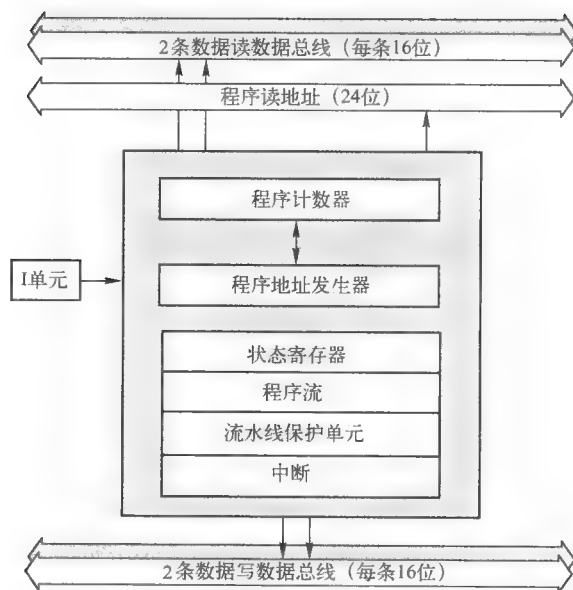 2条数据读数据总线（每条16位）
程序读地址（24位）
程序计数器
I单元
程序地址发生器
状态寄存器
程序流
流水线保护单元
中断
2条数据写数据总线（每条16位）